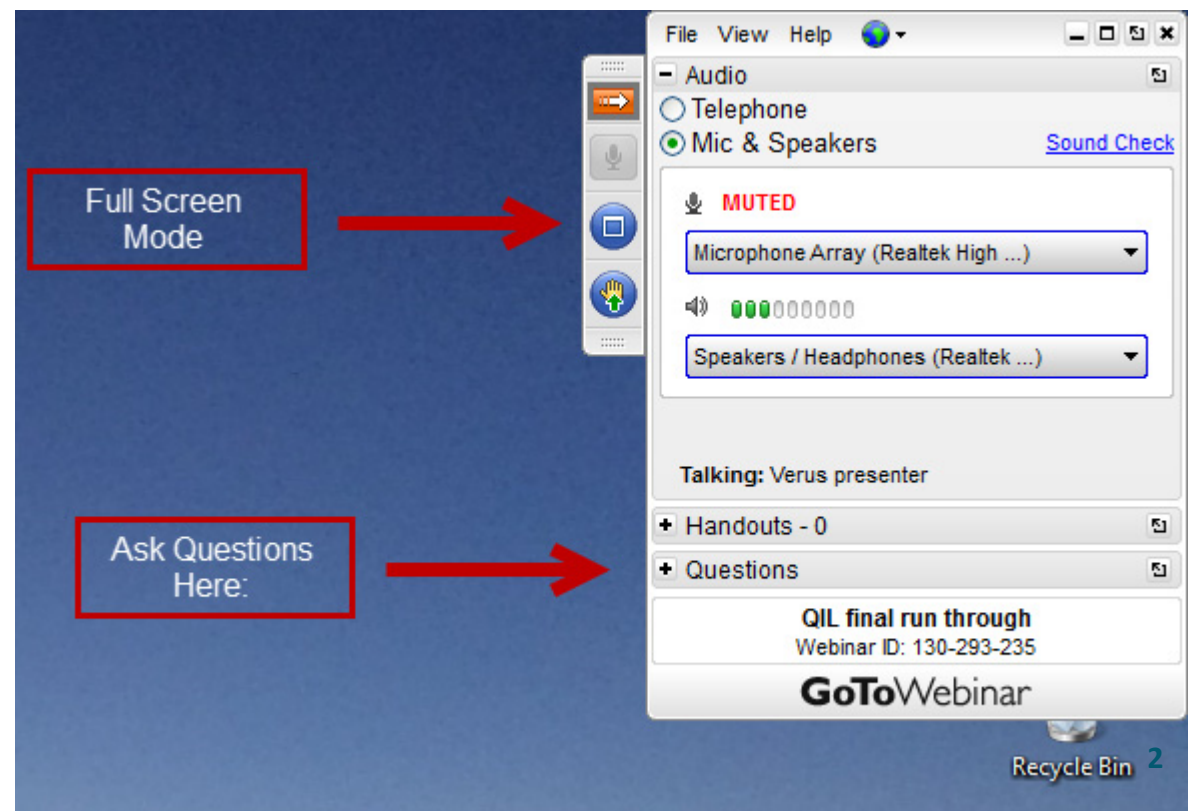 File View Help
Audio
Telephone
Mic & Speakers
Sound Check
Full Screen
Mode
MUTED
Microphone Array (Realtek High ...)
Speakers / Headphones (Realtek ...)
Talking: Verus presenter
Handouts - 0
Ask Questions
Here:
Questions
QIL final run through
Webinar ID: 130-293-235
GoToWebinar
Recycle Bin
2